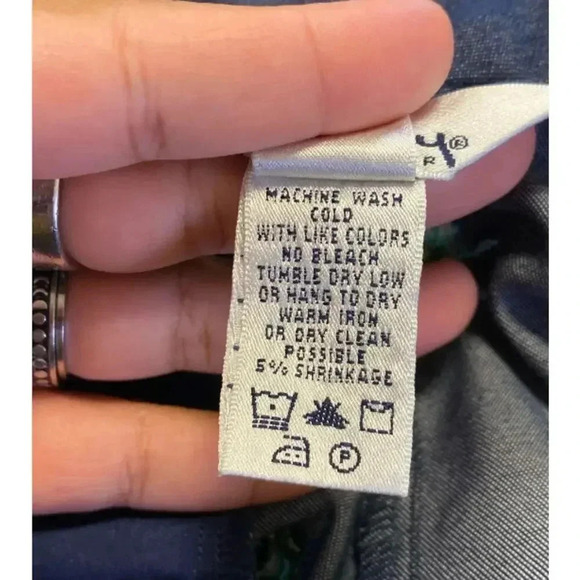 Y®
R
MACHINE WASH
COLD
WITH LIKE COLORS
NO BLEACH
TUMBLE DRY LOW
OR HANG TO DRY
WARM IRON
OR DRY CLEAN
POSSIBLE
5% SHRINKAGE
P